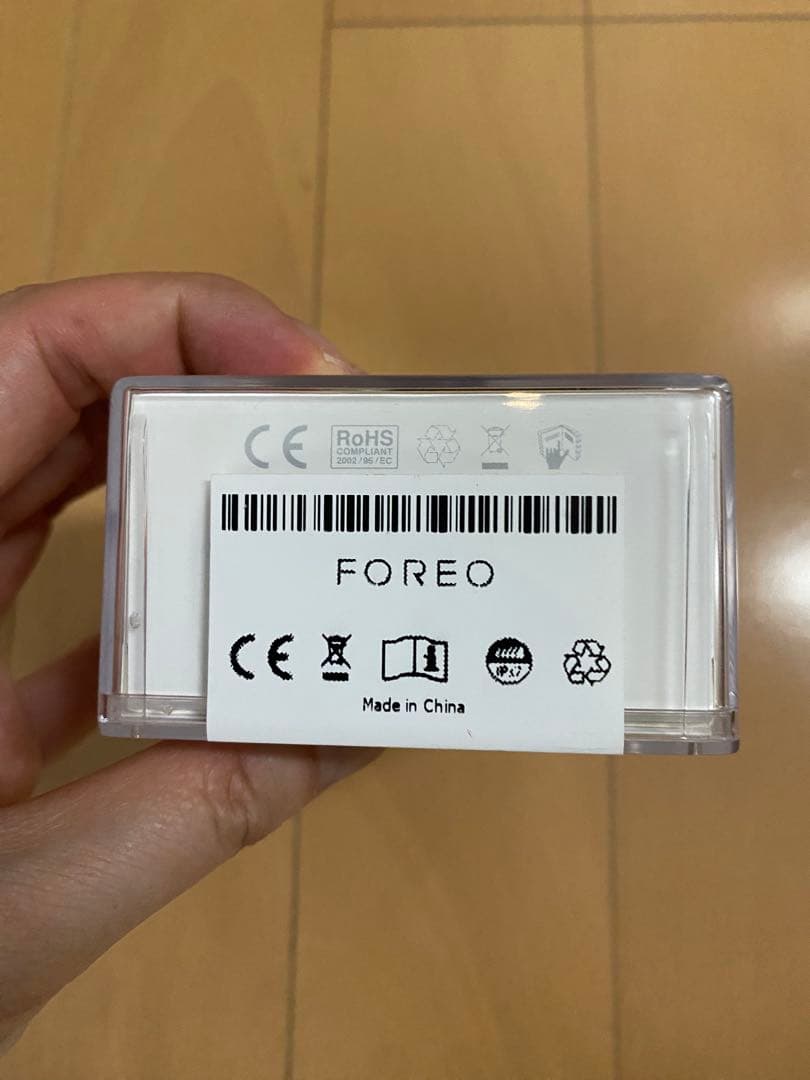 CE
RoHS
COMPLIANT
2002/95/EC
FOREO
CE
i
IPX7
Made in China